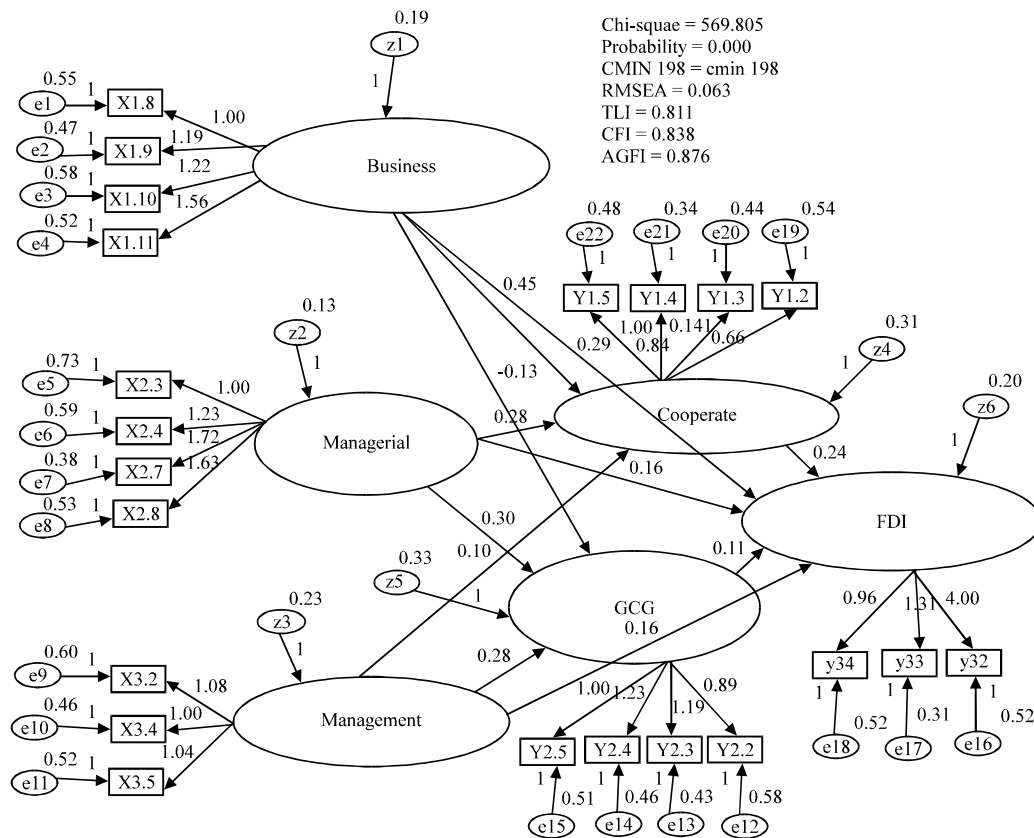 Chi-squae = 569.805
Probability = 0.000
CMIN 198 = cmin 198
RMSEA = 0.063
TLI = 0.811
CFI = 0.838
AGFI = 0.876
0.19
z1
1
0.55
e1
1
X1.8
1.00
0.47
e2
1
X1.9
1.19
0.58
e3
1
X1.10
1.22
0.52
e4
1
X1.11
1.56
Business
0.45
-0.13
0.29
0.48
e22
1
Y1.5
1.00
0.34
e21
1
Y1.4
0.84
0.44
e20
1
Y1.3
0.141
0.54
e19
1
Y1.2
0.66
0.31
z4
1
Cooperate
0.24
0.20
z6
1
FDI
0.13
z2
1
0.73
e5
1
X2.3
1.00
0.59
e6
1
X2.4
1.23
0.38
e7
1
X2.7
1.72
0.53
e8
1
X2.8
1.63
Managerial
0.28
0.16
0.30
0.10
0.33
z5
1
GCG
0.11
0.16
0.23
z3
1
0.60
e9
1
X3.2
1.08
0.46
e10
1
X3.4
1.00
0.52
e11
1
X3.5
1.04
Management
0.28
1.00
1.23
1.19
0.89
Y2.5
Y2.4
Y2.3
Y2.2
1
1
1
1
0.51
0.46
0.43
0.58
e15
e14
e13
e12
0.96
1.31
4.00
y34
y33
y32
1
1
1
0.52
0.31
0.52
e18
e17
e16